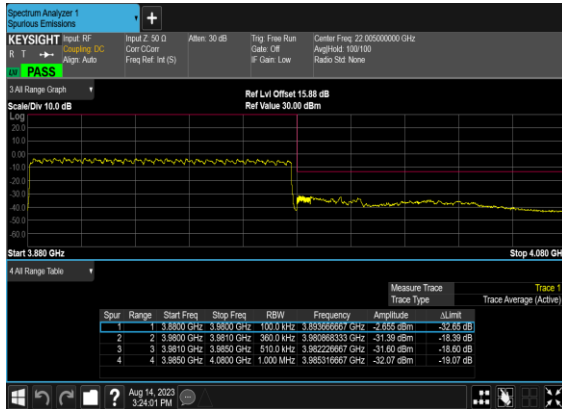 Spectrum Analyzer 1
Spurious Emissions
+
KEYSIGHT Input: RF Input Z: 50 Ω Atten: 30 dB Trig: Free Run Center Freq: 22.005000000 GHz
R T Coupling: DC Corr CCorr Gate: Off Avg|Hold: 100/100
Align: Auto Freq Ref: Int (S) IF Gain: Low Radio Std: None
PASS
3 All Range Graph
Ref Lvl Offset 15.88 dB
Scale/Div 10.0 dB Ref Value 30.00 dBm
Log
20.0
10.0
0.00
-10.0
-20.0
-30.0
-40.0
-50.0
-60.0
Start 3.880 GHz Stop 4.080 GHz
4 All Range Table
Measure Trace Trace 1
Trace Type Trace Average (Active)
Spur Range Start Freq Stop Freq RBW Frequency Amplitude ΔLimit
1 1 3.8800 GHz 3.9800 GHz 100.0 kHz 3.893666667 GHz -2.655 dBm -32.65 dB
2 2 3.9800 GHz 3.9810 GHz 360.0 kHz 3.980868333 GHz -31.39 dBm -18.39 dB
3 3 3.9810 GHz 3.9850 GHz 510.0 kHz 3.982226667 GHz -31.60 dBm -18.60 dB
4 4 3.9850 GHz 4.0800 GHz 1.000 MHz 3.985316667 GHz -32.07 dBm -19.07 dB
?
Aug 14, 2023
3:24:01 PM